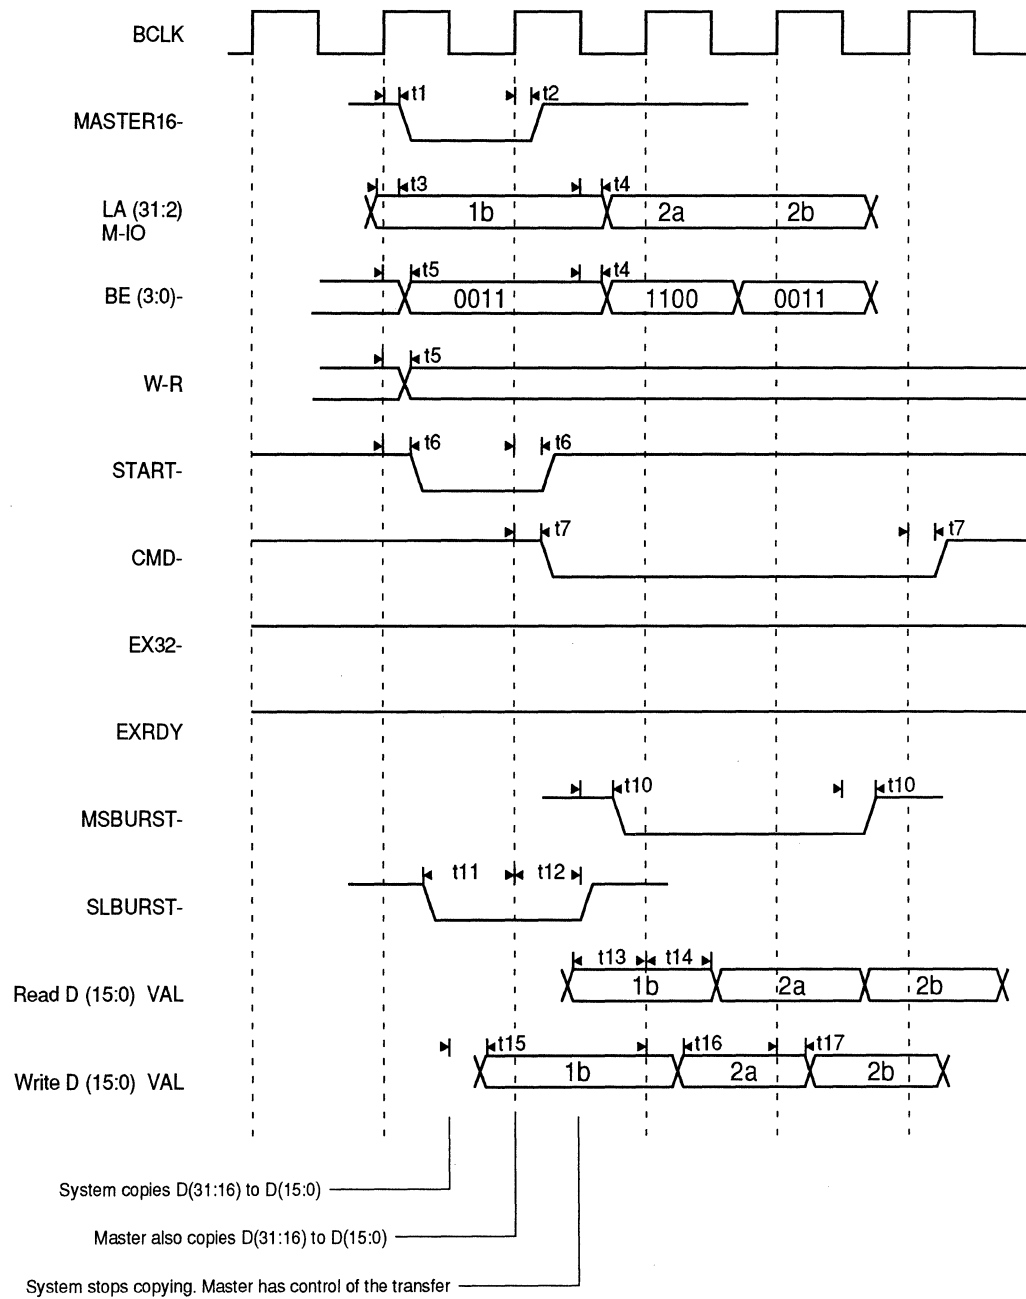 BCLK
t1 t2
MASTER16-
t3 t4
LA (31:2) 1b 2a 2b
M-IO
t5 t4
BE (3:0)- 0011 1100 0011
t5
W-R
t6 t6
START-
t7 t7
CMD-
EX32-
EXRDY
t10 t10
MSBURST-
t11 t12
SLBURST-
t13 t14
Read D (15:0) VAL 1b 2a 2b
t15 t16 t17
Write D (15:0) VAL 1b 2a 2b
System copies D(31:16) to D(15:0)
Master also copies D(31:16) to D(15:0)
System stops copying. Master has control of the transfer